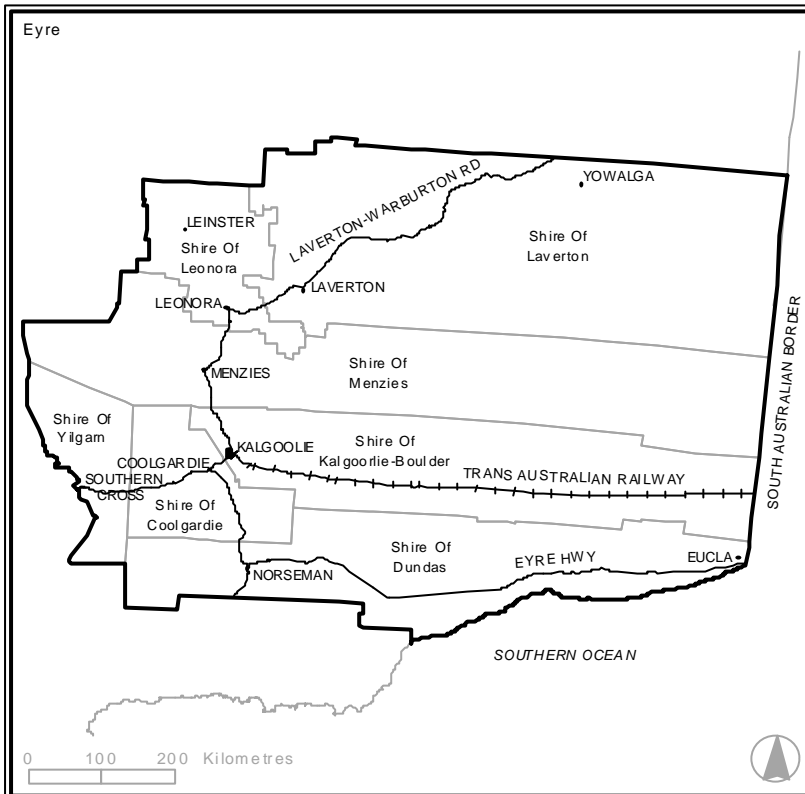 Eyre
LAVERTON-WARBURTON RD
YOWALGA
LEINSTER
Shire Of
Leonora
Shire Of
Laverton
LAVERTON
LEONORA
SOUTH AUSTRALIAN BORDER
MENZIES
Shire Of
Menzies
Shire Of
Yilgarn
KALGOOLIE
Shire Of
Kalgoorlie-Boulder
COOLGARDIE
TRANS AUSTRALIAN RAILWAY
SOUTHERN
CROSS
Shire Of
Coolgardie
Shire Of
Dundas
EYRE HWY
EUCLA
NORSEMAN
SOUTHERN OCEAN
0 100 200 Kilometres